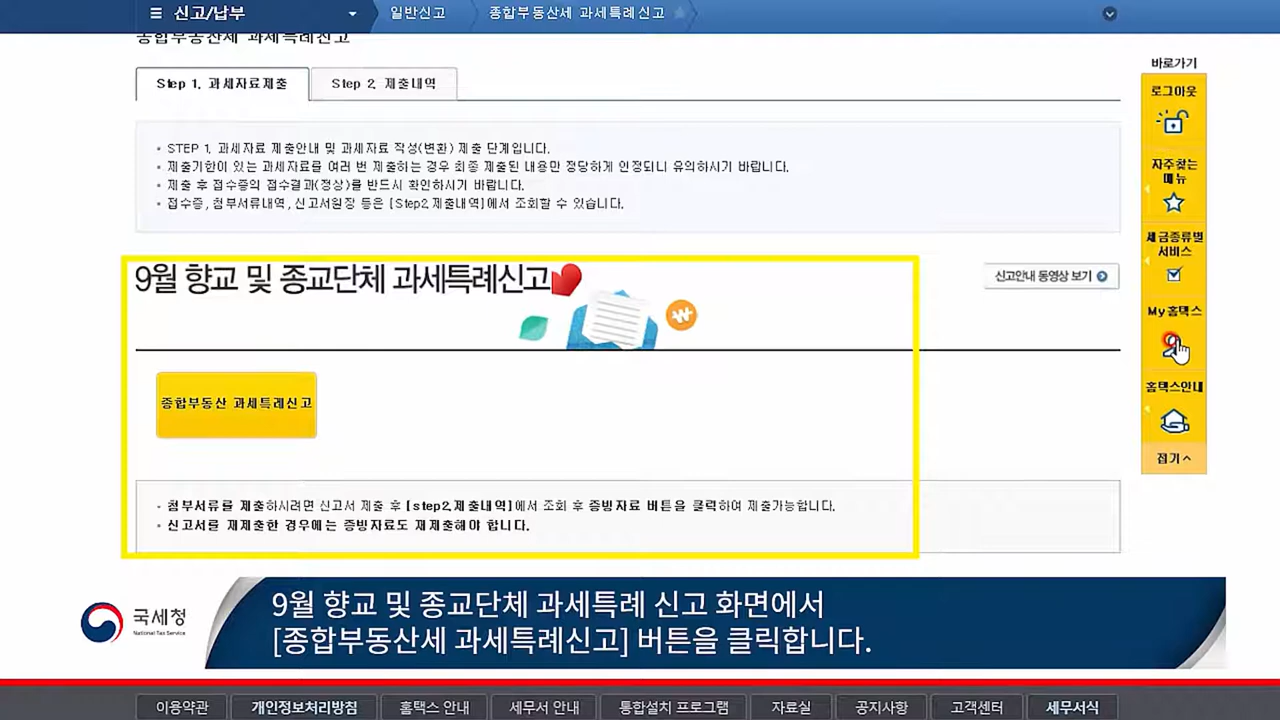 신고/납부
일반신고
종합부동산세 과세특례신고
종합부동산세 과세특례신고
Step 1. 과세자료제출
Step 2. 제출내역
STEP 1. 과세자료 제출안내 및 과세자료 작성(변환) 제출 단계입니다.
제출기한이 있는 과세자료를 여러 번 제출하는 경우 최종 제출된 내용만 정당하게 인정되니 유의하시기 바랍니다.
제출 후 접수증의 접수결과(정상)를 반드시 확인하시기 바랍니다.
접수증, 첨부서류내역, 신고서원장 등은 [Step2.제출내역]에서 조회할 수 있습니다.
9월 향교 및 종교단체 과세특례신고
신고안내 동영상 보기
종합부동산 과세특례신고
첨부서류를 제출하시려면 신고서 제출 후 [step2.제출내역]에서 조회 후 증빙자료 버튼을 클릭하여 제출가능합니다.
신고서를 재제출한 경우에는 증빙자료도 재제출해야 합니다.
바로가기
로그아웃
자주찾는
메뉴
세금종류별
서비스
My홈택스
홈택스안내
접기
국세청
National Tax Service
9월 향교 및 종교단체 과세특례 신고 화면에서
[종합부동산세 과세특례신고] 버튼을 클릭합니다.
이용약관
개인정보처리방침
홈택스 안내
세무서 안내
통합설치 프로그램
자료실
공지사항
고객센터
세무서식